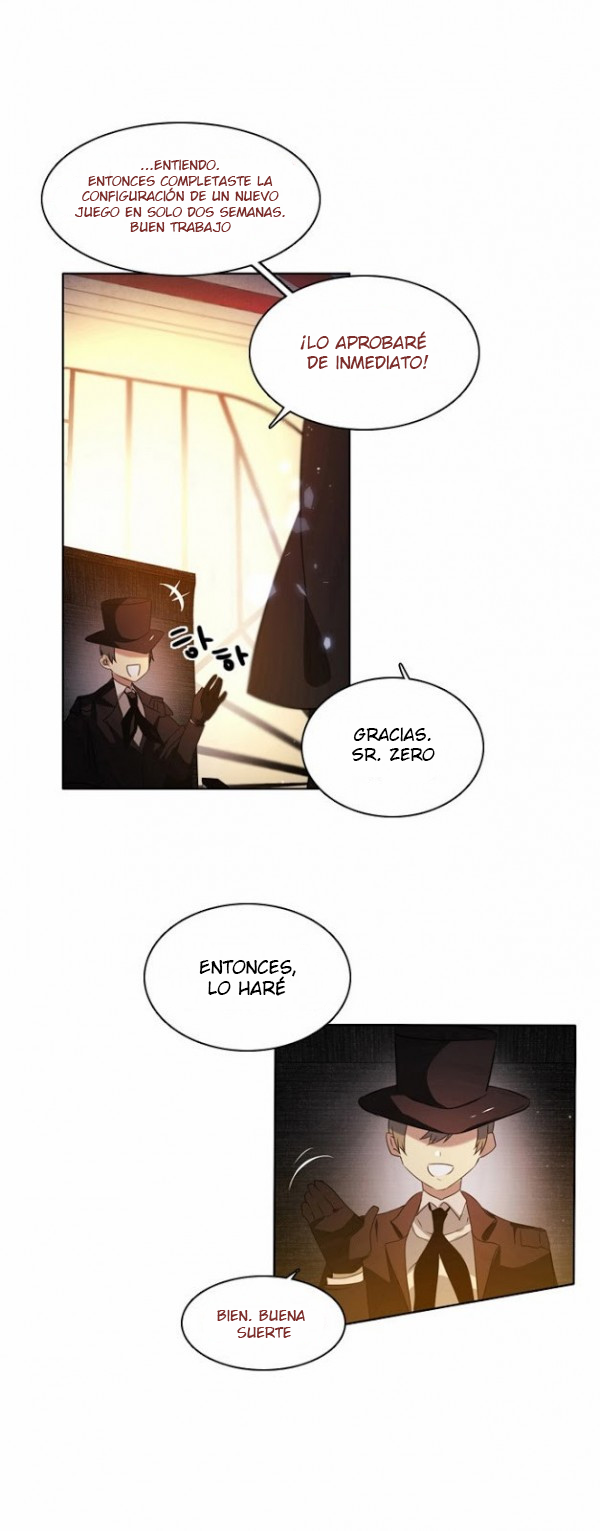 ...ENTIENDO.
ENTONCES COMPLETASTE LA
CONFIGURACIÓN DE UN NUEVO
JUEGO EN SOLO DOS SEMANAS.
BUEN TRABAJO
¡LO APROBARÉ
DE INMEDIATO!
하
하
GRACIAS.
SR. ZERO
ENTONCES,
LO HARÉ
BIEN. BUENA
SUERTE